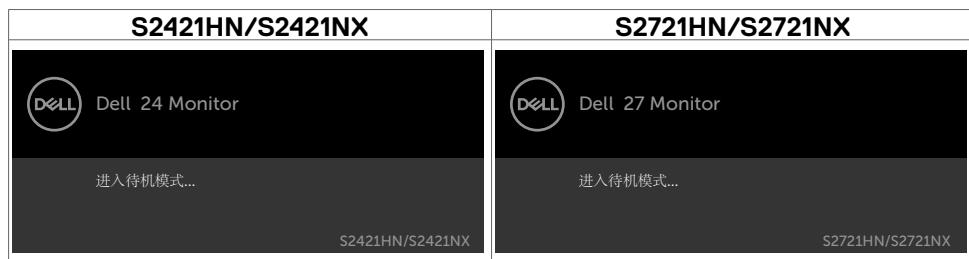 S2421HN/S2421NX
S2721HN/S2721NX
DELL Dell 24 Monitor
进入待机模式...
S2421HN/S2421NX
DELL Dell 27 Monitor
进入待机模式...
S2721HN/S2721NX